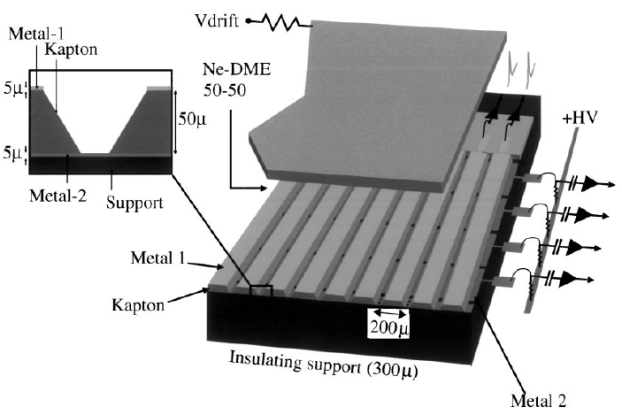 Vdrift
Metal-1
Kapton
Ne-DME
50-50
5μ
50μ
+HV
5μ
Metal-2
Support
Metal 1
Kapton
200μ
Insulating support (300μ)
Metal 2